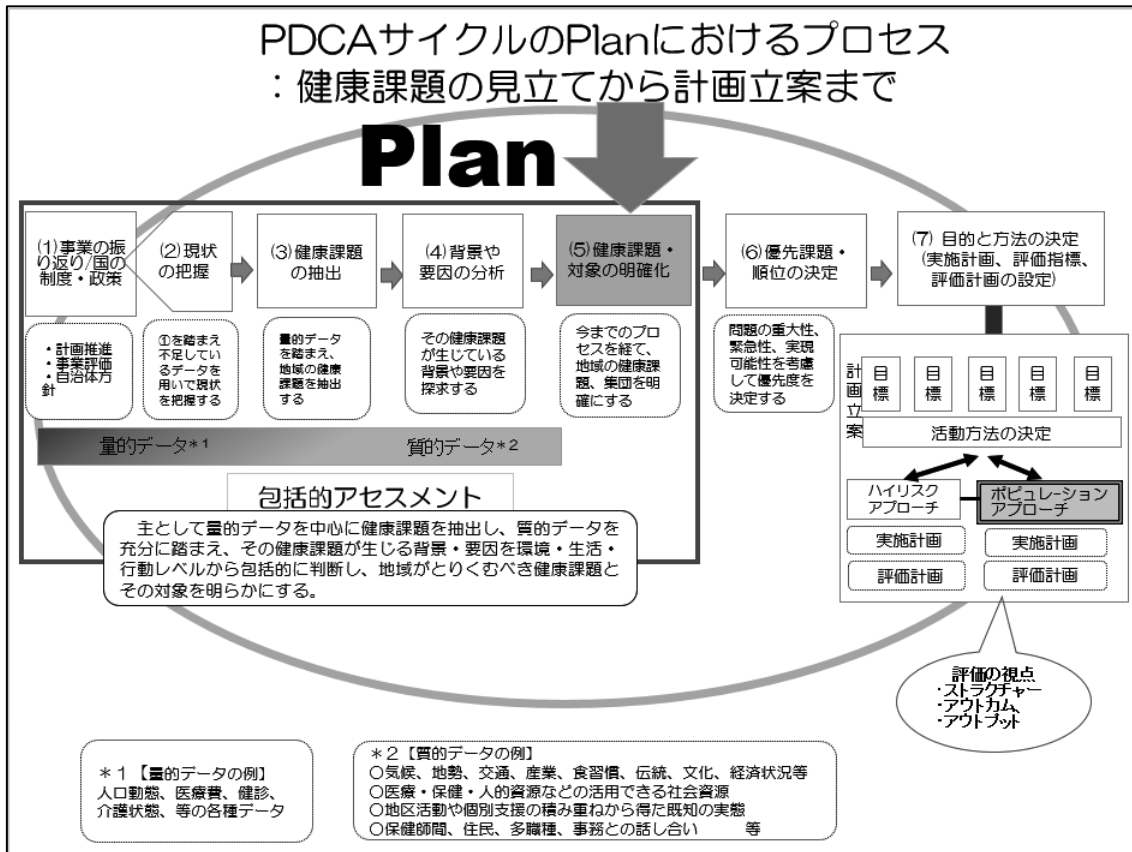 PDCAサイクルのPlanにおけるプロセス
：健康課題の見立てから計画立案まで
Plan
(1)事業の振
り返り/国の
制度・政策
(2)現状
の把握
(3)健康課題
の抽出
(4)背景や
要因の分析
(5)健康課題・
対象の明確化
(6)優先課題・
順位の決定
(7) 目的と方法の決定
(実施計画、評価指標、
評価計画の設定)
・計画推進
・事業評価
・自治体方
針
①を踏まえ
不足してい
るデータを
用いて現状
を把握する
量的データ
を踏まえ、
地域の健康
課題を抽出
する
その健康課題
が生じている
背景や要因を
探求する
今までのプロ
セスを経て、
地域の健康課
題、集団を明
確にする
問題の重大性、
緊急性、実現
可能性を考慮
して優先度を
決定する
計画立案
目標
目標
目標
目標
目標
活動方法の決定
ハイリスク
アプローチ
ポピュレーション
アプローチ
実施計画
実施計画
評価計画
評価計画
量的データ＊1
質的データ＊2
包括的アセスメント
主として量的データを中心に健康課題を抽出し、質的データを
充分に踏まえ、その健康課題が生じる背景・要因を環境・生活・
行動レベルから包括的に判断し、地域がとりくむべき健康課題と
その対象を明らかにする。
評価の視点
・ストラクチャー
・アウトカム、
・アウトプット
＊1 【量的データの例】
人口動態、医療費、健診、
介護状態、等の各種データ
＊2【質的データの例】
○気候、地勢、交通、産業、食習慣、伝統、文化、経済状況等
○医療・保健・人的資源などの活用できる社会資源
○地区活動や個別支援の積み重ねから得た既知の実態
○保健師間、住民、多職種、事務との話し合い　　等